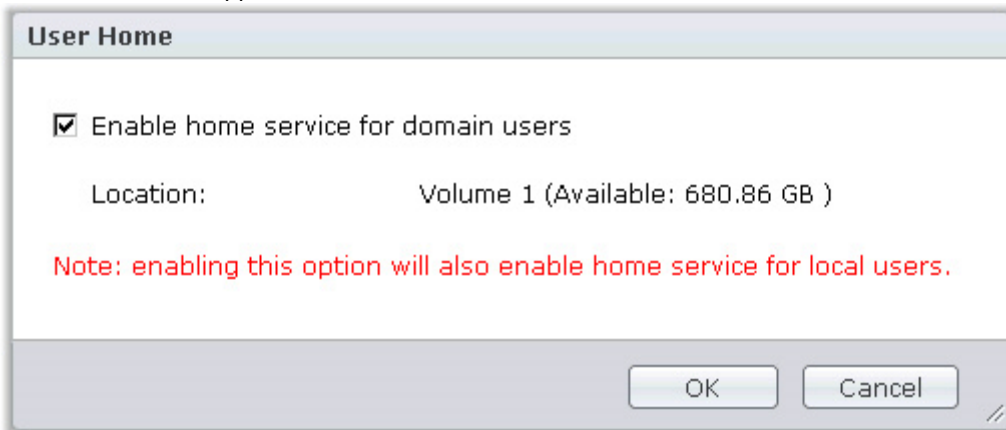 User Home
Enable home service for domain users
Location: Volume 1 (Available: 680.86 GB )
Note: enabling this option will also enable home service for local users.
OK Cancel